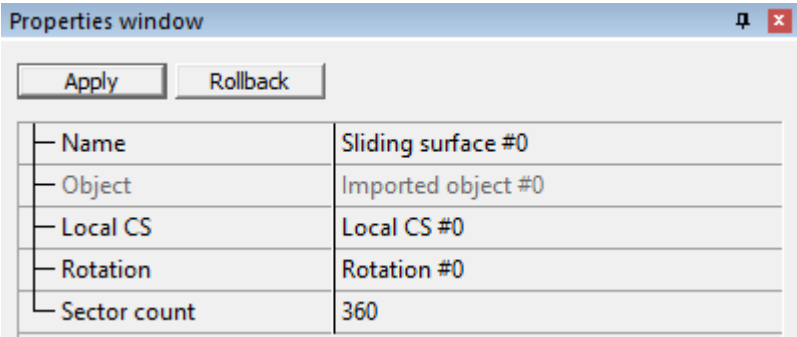 Properties window
Apply Rollback
Name Sliding surface #0
Object Imported object #0
Local CS Local CS #0
Rotation Rotation #0
Sector count 360